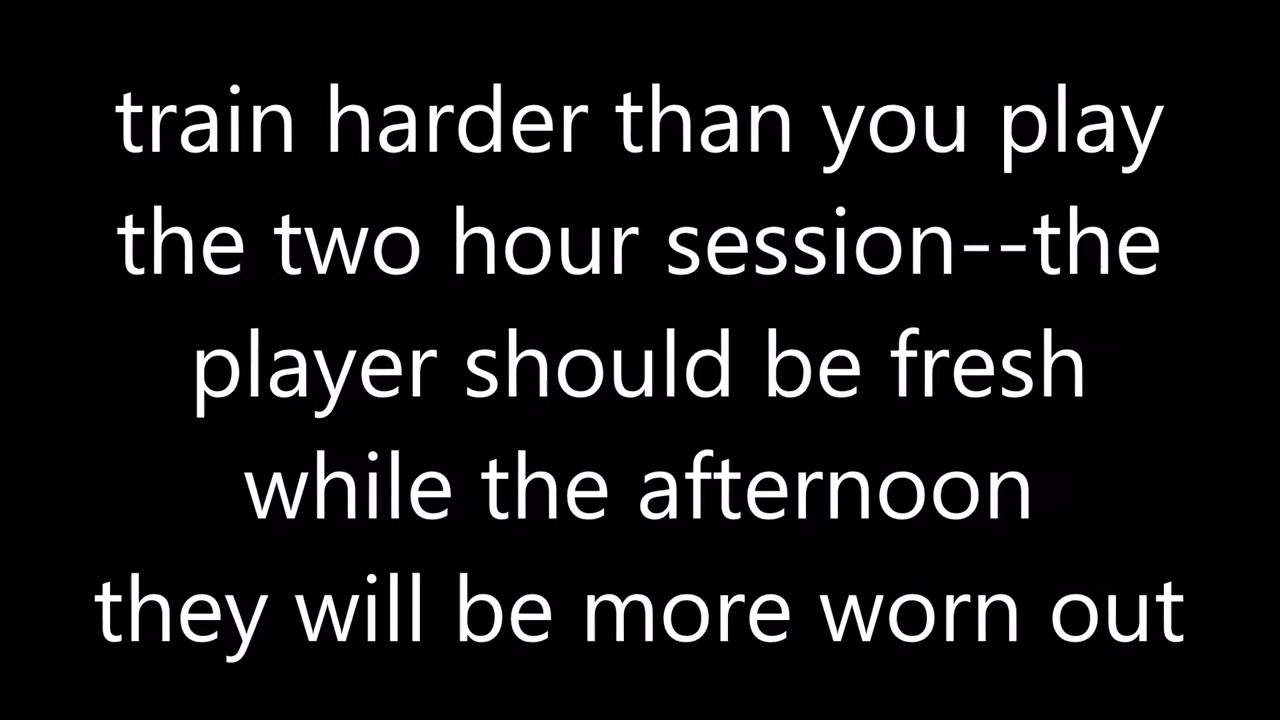 train harder than you play
the two hour session--the
player should be fresh
while the afternoon
they will be more worn out